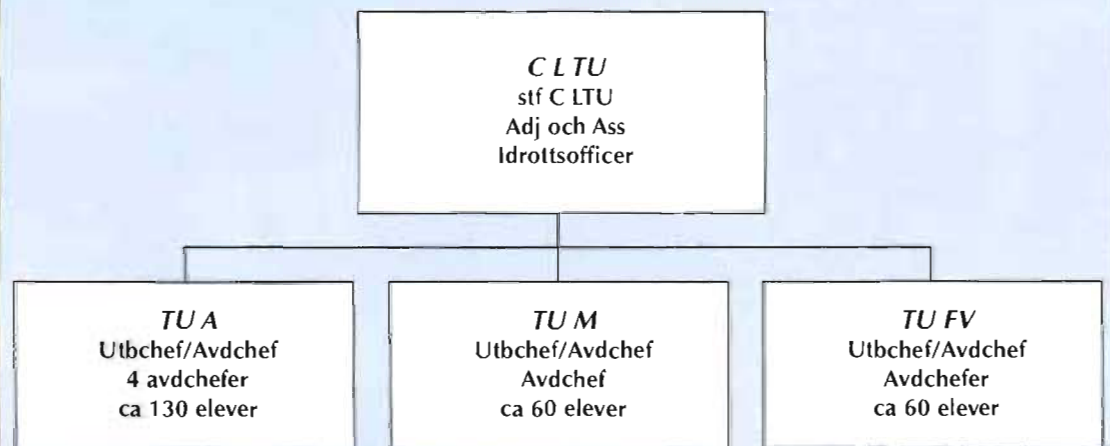 C L TU
stf C LTU
Adj och Ass
Idrottsofficer
TU A
Utbchef/Avdchef
4 avdchefer
ca 130 elever
TU M
Utbchef/Avdchef
Avdchef
ca 60 elever
TU FV
Utbchef/Avdchef
Avdchefer
ca 60 elever